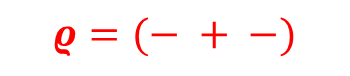 ϱ = (− + −)